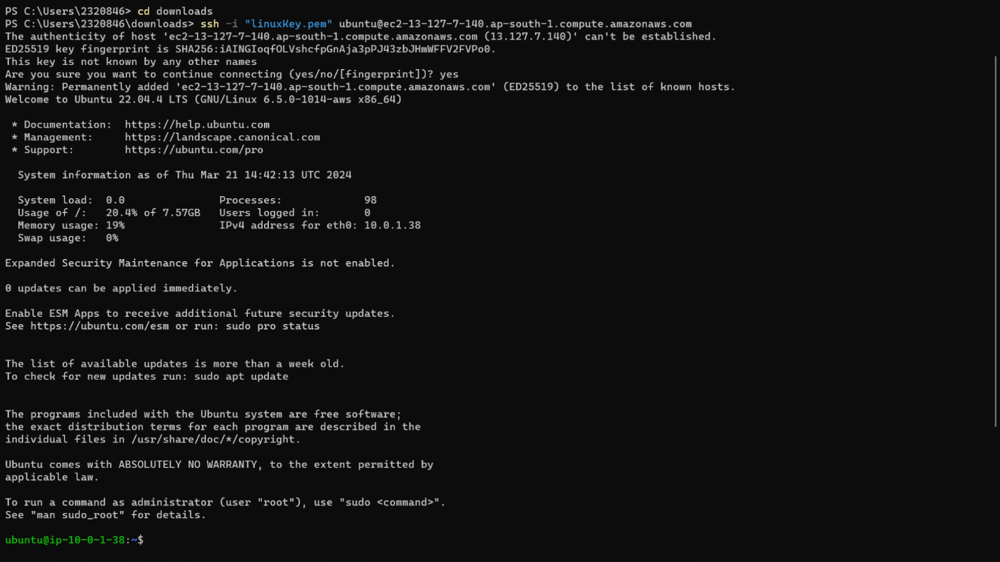 PS C:\Users\2320846> cd downloads
PS C:\Users\2320846\downloads> ssh -i "linuxKey.pem" ubuntu@ec2-13-127-7-140.ap-south-1.compute.amazonaws.com
The authenticity of host 'ec2-13-127-7-140.ap-south-1.compute.amazonaws.com (13.127.7.140)' can't be established.
ED25519 key fingerprint is SHA256:iAINGIoqfOLVshcfpGnAja3pPJ43zbJHmWFFV2FVPo0.
This key is not known by any other names
Are you sure you want to continue connecting (yes/no/[fingerprint])? yes
Warning: Permanently added 'ec2-13-127-7-140.ap-south-1.compute.amazonaws.com' (ED25519) to the list of known hosts.
Welcome to Ubuntu 22.04.4 LTS (GNU/Linux 6.5.0-1014-aws x86_64)
* Documentation:  https://help.ubuntu.com
* Management:     https://landscape.canonical.com
* Support:        https://ubuntu.com/pro
System information as of Thu Mar 21 14:42:13 UTC 2024
System load:  0.0               Processes:             98
Usage of /:   20.4% of 7.57GB   Users logged in:       0
Memory usage: 19%               IPv4 address for eth0: 10.0.1.38
Swap usage:   0%
Expanded Security Maintenance for Applications is not enabled.
0 updates can be applied immediately.
Enable ESM Apps to receive additional future security updates.
See https://ubuntu.com/esm or run: sudo pro status
The list of available updates is more than a week old.
To check for new updates run: sudo apt update
The programs included with the Ubuntu system are free software;
the exact distribution terms for each program are described in the
individual files in /usr/share/doc/*/copyright.
Ubuntu comes with ABSOLUTELY NO WARRANTY, to the extent permitted by
applicable law.
To run a command as administrator (user "root"), use "sudo <command>".
See "man sudo_root" for details.
ubuntu@ip-10-0-1-38:~$